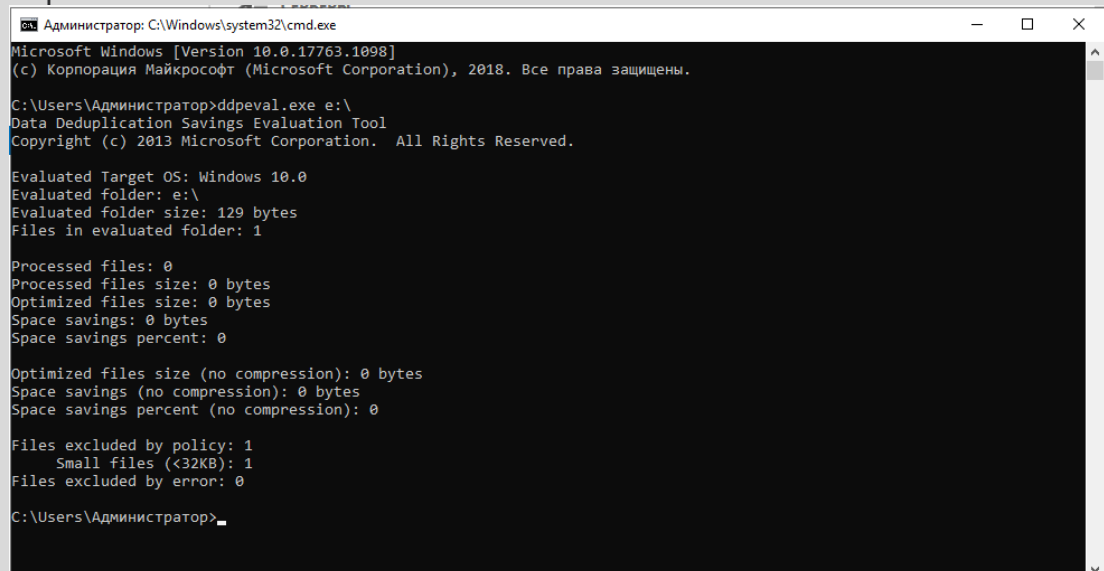 Администратор: C:\Windows\system32\cmd.exe
Microsoft Windows [Version 10.0.17763.1098]
(c) Корпорация Майкрософт (Microsoft Corporation), 2018. Все права защищены.
C:\Users\Администратор>ddpeval.exe e:\
Data Deduplication Savings Evaluation Tool
Copyright (c) 2013 Microsoft Corporation.  All Rights Reserved.
Evaluated Target OS: Windows 10.0
Evaluated folder: e:\
Evaluated folder size: 129 bytes
Files in evaluated folder: 1
Processed files: 0
Processed files size: 0 bytes
Optimized files size: 0 bytes
Space savings: 0 bytes
Space savings percent: 0
Optimized files size (no compression): 0 bytes
Space savings (no compression): 0 bytes
Space savings percent (no compression): 0
Files excluded by policy: 1
Small files (<32KB): 1
Files excluded by error: 0
C:\Users\Администратор>